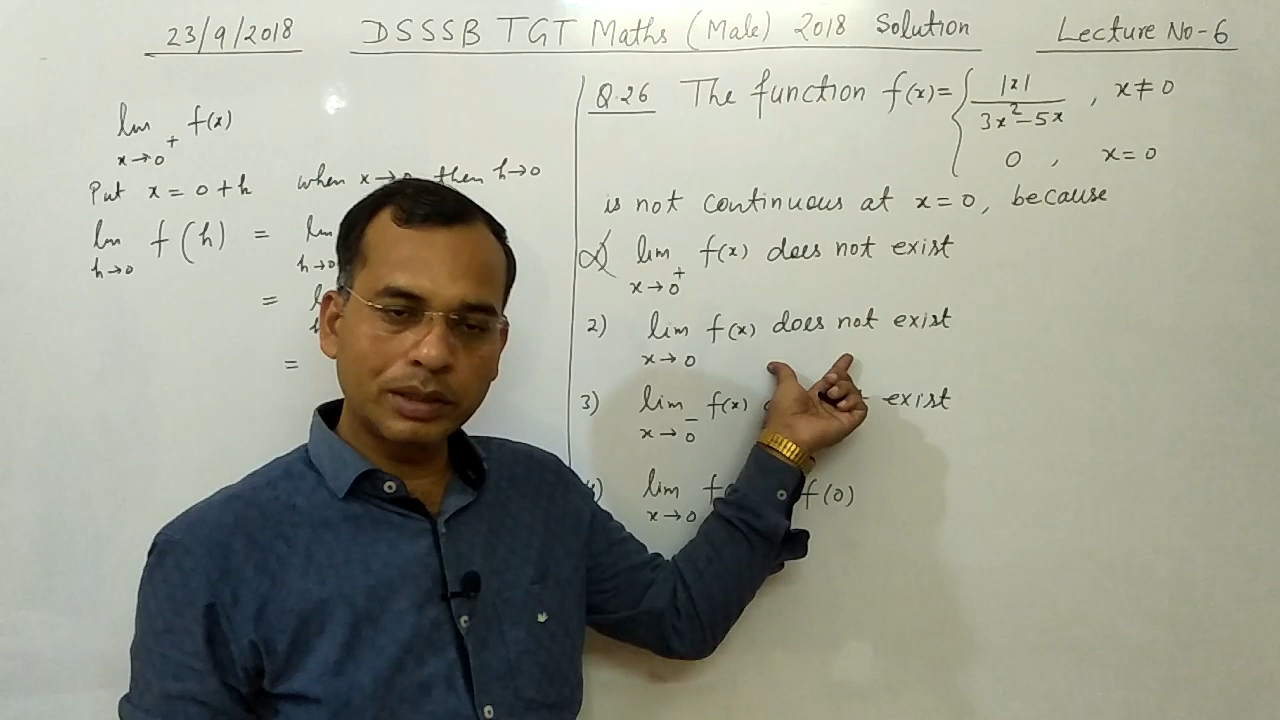 23/9/2018 DSSSB TGT Maths (Male) 2018 Solution Lecture No-6
lim f(x)
x→0⁺
Put x = 0+h when x→0 then h→0
lim f(h) = lim
h→0 h→0
=
=
Q.26 The function f(x)= { |x| / 3x²-5x , x≠0
0 , x=0
is not continuous at x=0, because
lim f(x) does not exist
x→0⁺
2) lim f(x) does not exist
x→0
3) lim f(x) exist
x→0⁻
lim f(0)
x→0